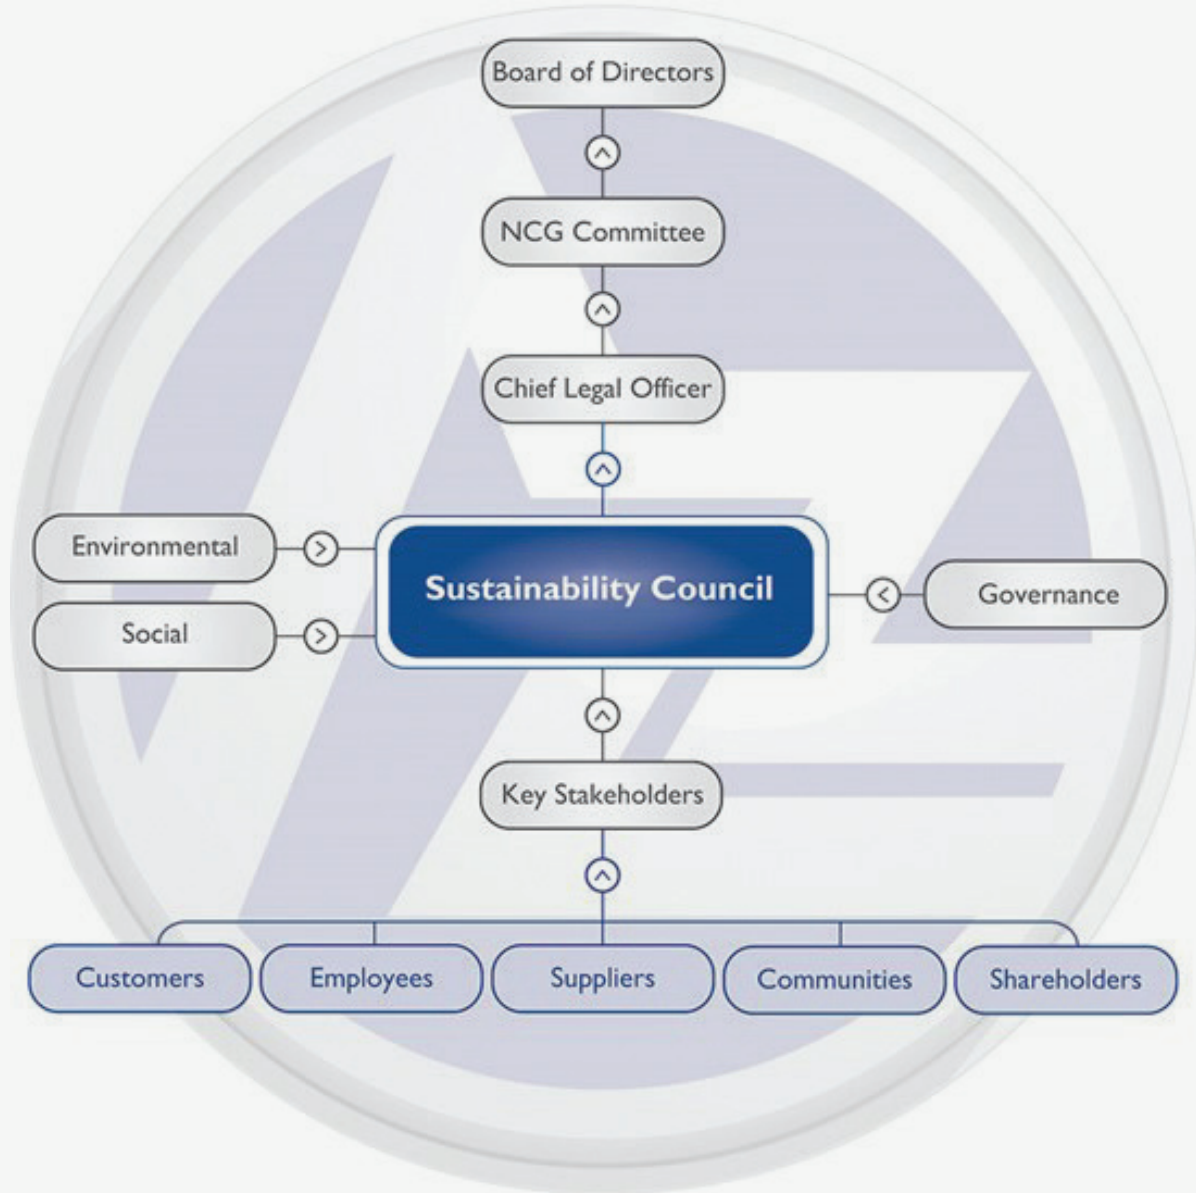 Board of Directors
NCG Committee
Chief Legal Officer
Environmental
Sustainability Council
Governance
Social
Key Stakeholders
Customers
Employees
Suppliers
Communities
Shareholders